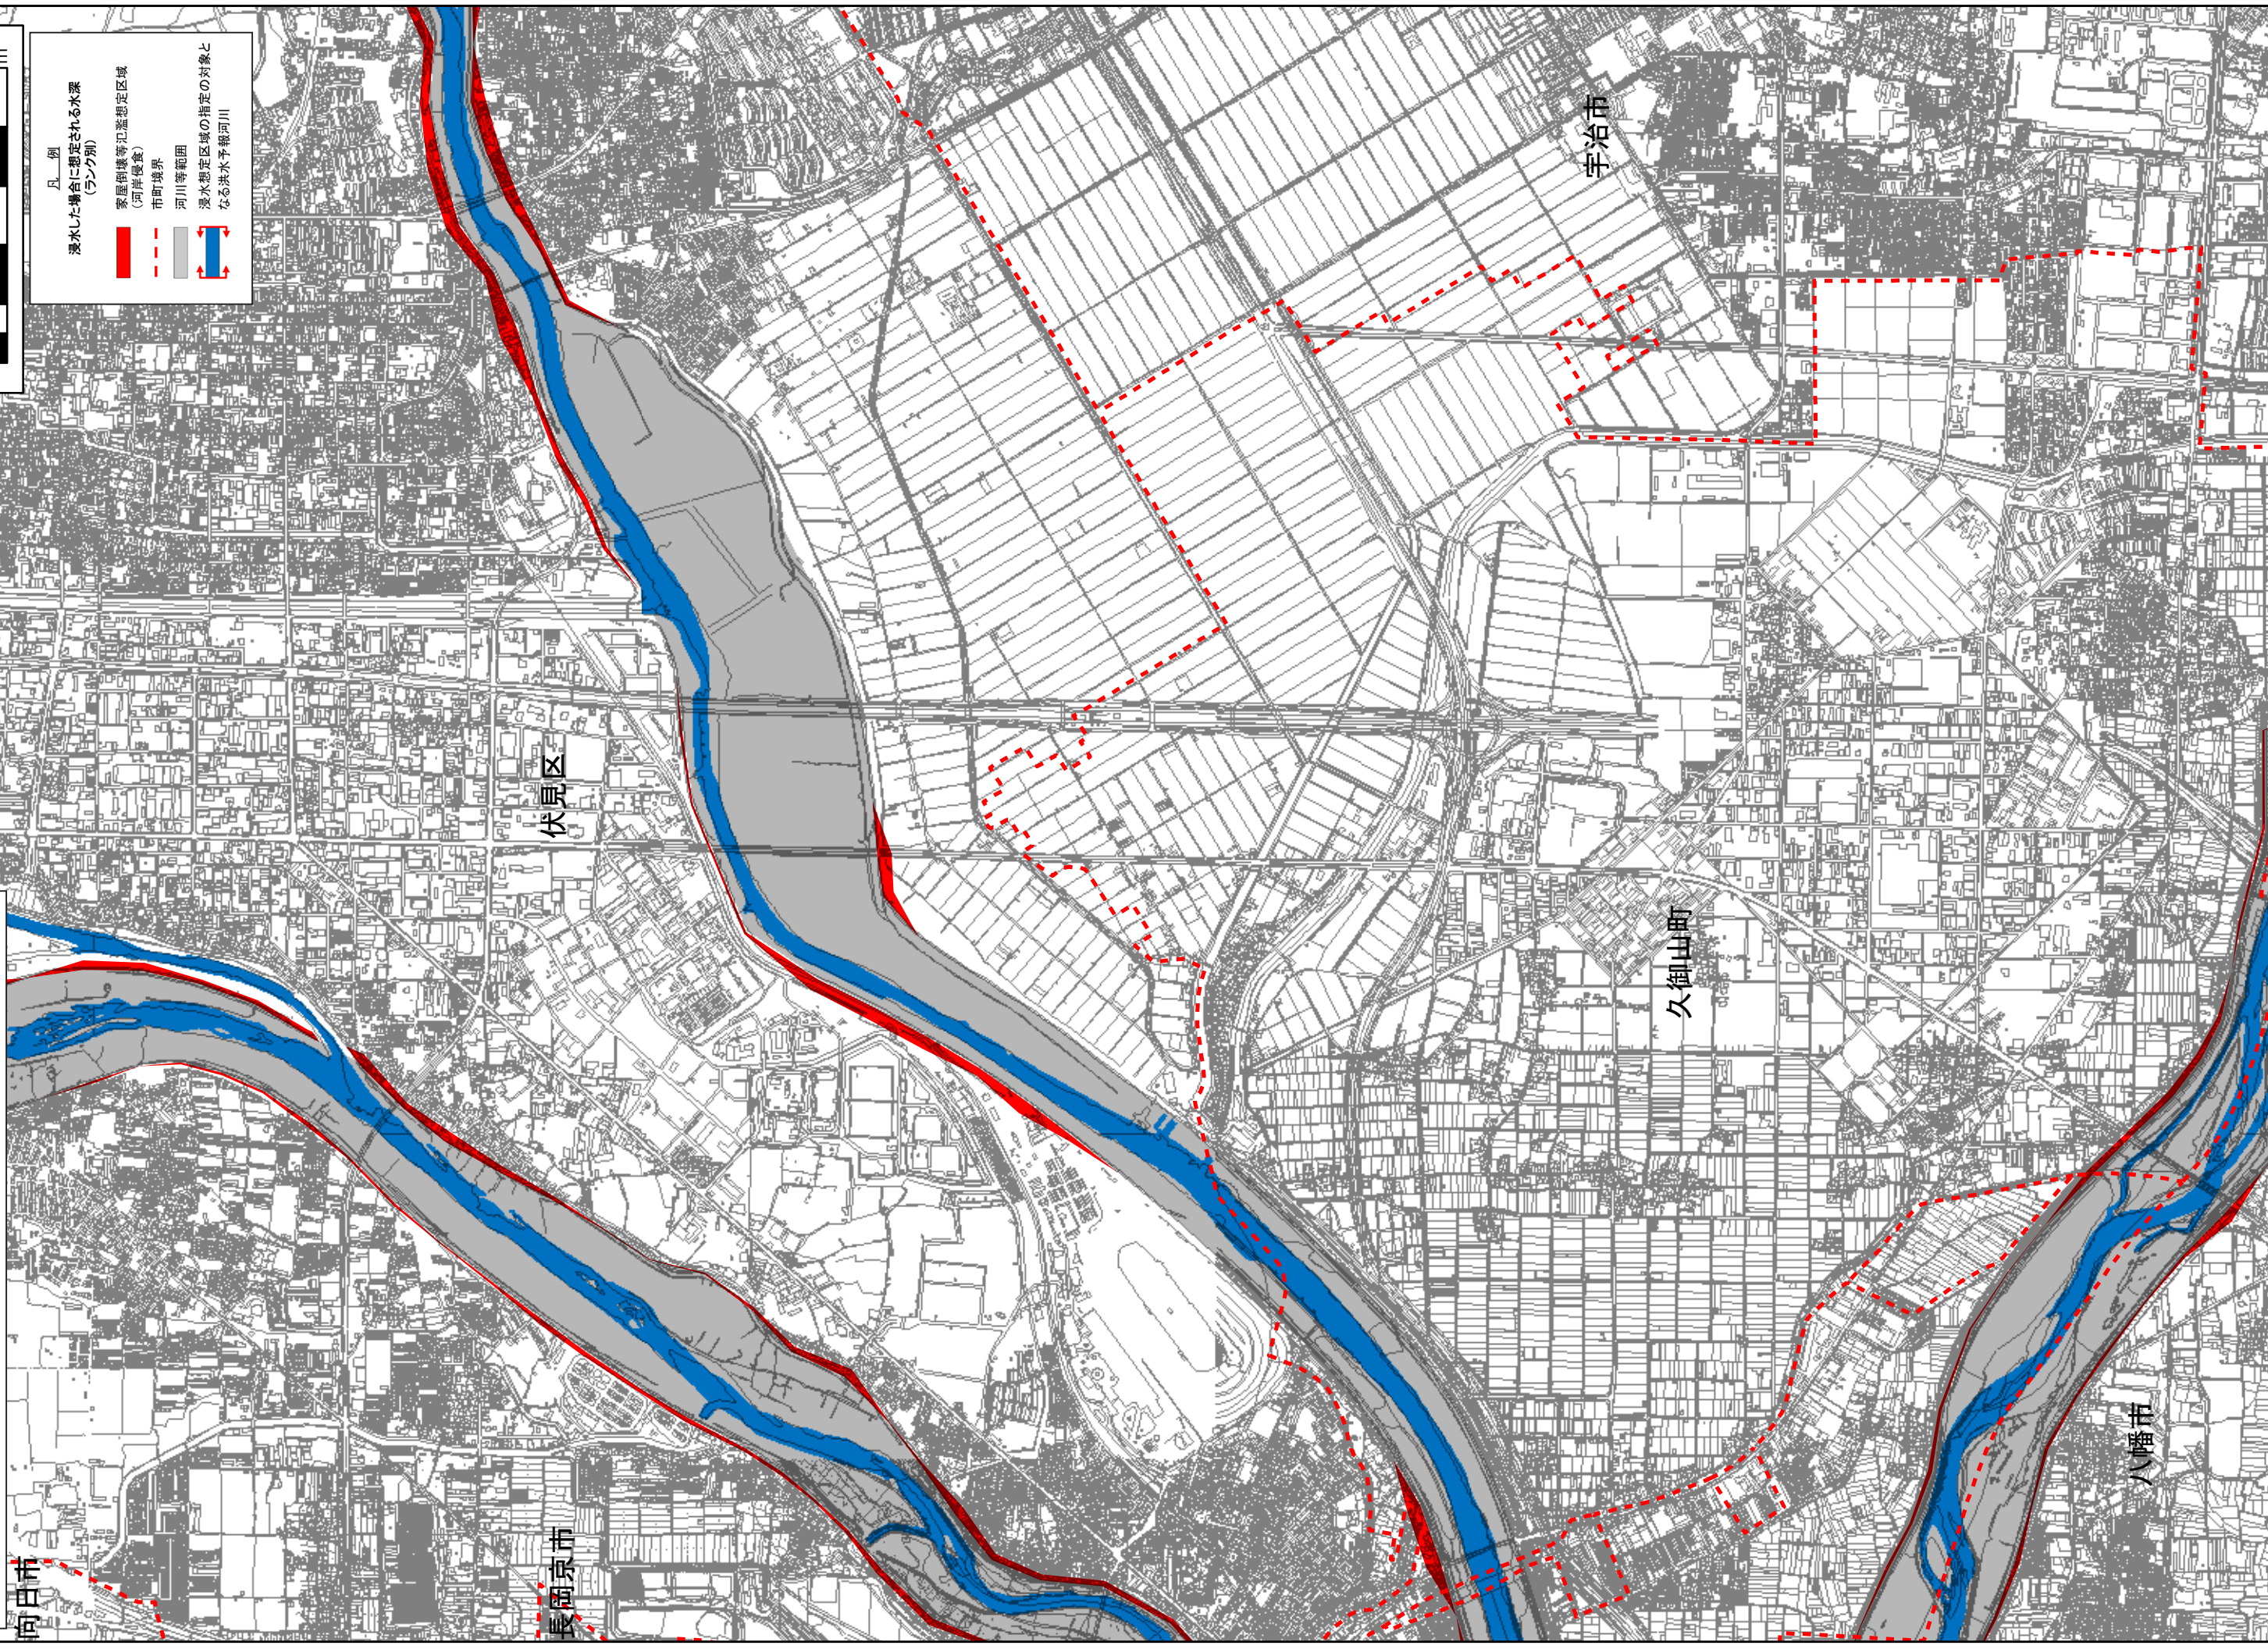 凡　例
浸水した場合に想定される水深
(ランク別)
家屋倒壊等氾濫想定区域
(河岸侵食)
市町境界
河川等範囲
浸水想定区域の指定の対象と
なる洪水予報河川
宇治市
伏見区
久御山町
八幡市
向日市
長岡京市